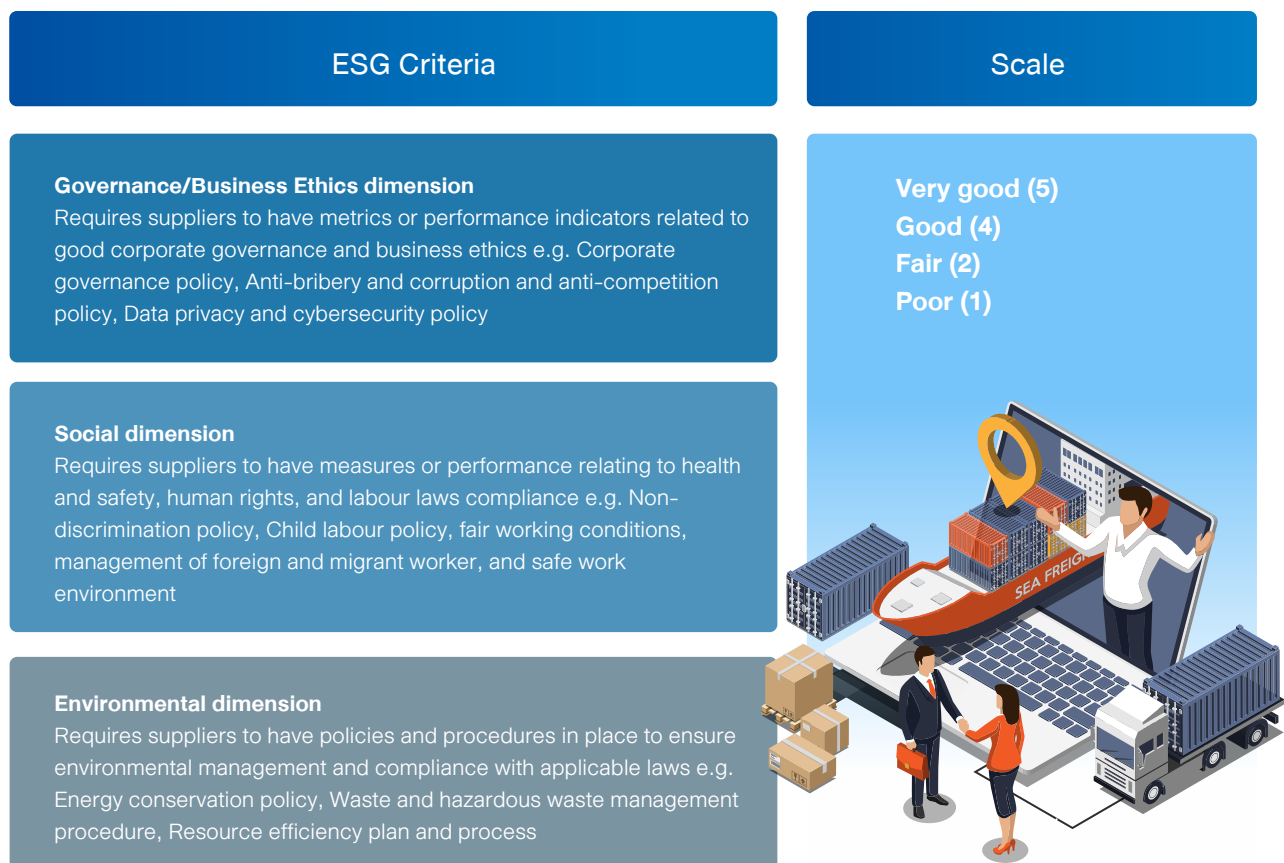 ESG Criteria
Scale
Governance/Business Ethics dimension
Requires suppliers to have metrics or performance indicators related to
good corporate governance and business ethics e.g. Corporate
governance policy, Anti-bribery and corruption and anti-competition
policy, Data privacy and cybersecurity policy
Very good (5)
Good (4)
Fair (2)
Poor (1)
Social dimension
Requires suppliers to have measures or performance relating to health
and safety, human rights, and labour laws compliance e.g. Non-
discrimination policy, Child labour policy, fair working conditions,
management of foreign and migrant worker, and safe work
environment
SEA FREIG
Environmental dimension
Requires suppliers to have policies and procedures in place to ensure
environmental management and compliance with applicable laws e.g.
Energy conservation policy, Waste and hazardous waste management
procedure, Resource efficiency plan and process